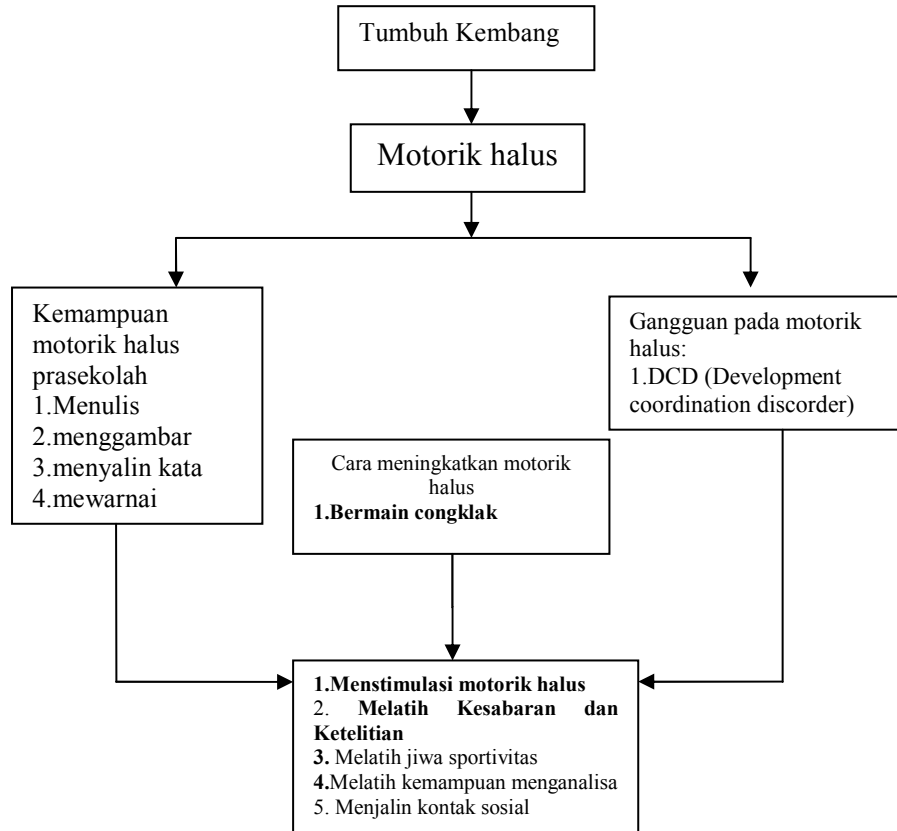 Tumbuh Kembang
Motorik halus
Kemampuan
motorik halus
prasekolah
1.Menulis
2.menggambar
3.menyalin kata
4.mewarnai
Gangguan pada motorik
halus:
1.DCD (Development
coordination discorder)
Cara meningkatkan motorik
halus
1.Bermain congklak
1.Menstimulasi motorik halus
2. Melatih Kesabaran dan
Ketelitian
3. Melatih jiwa sportivitas
4.Melatih kemampuan menganalisa
5. Menjalin kontak sosial